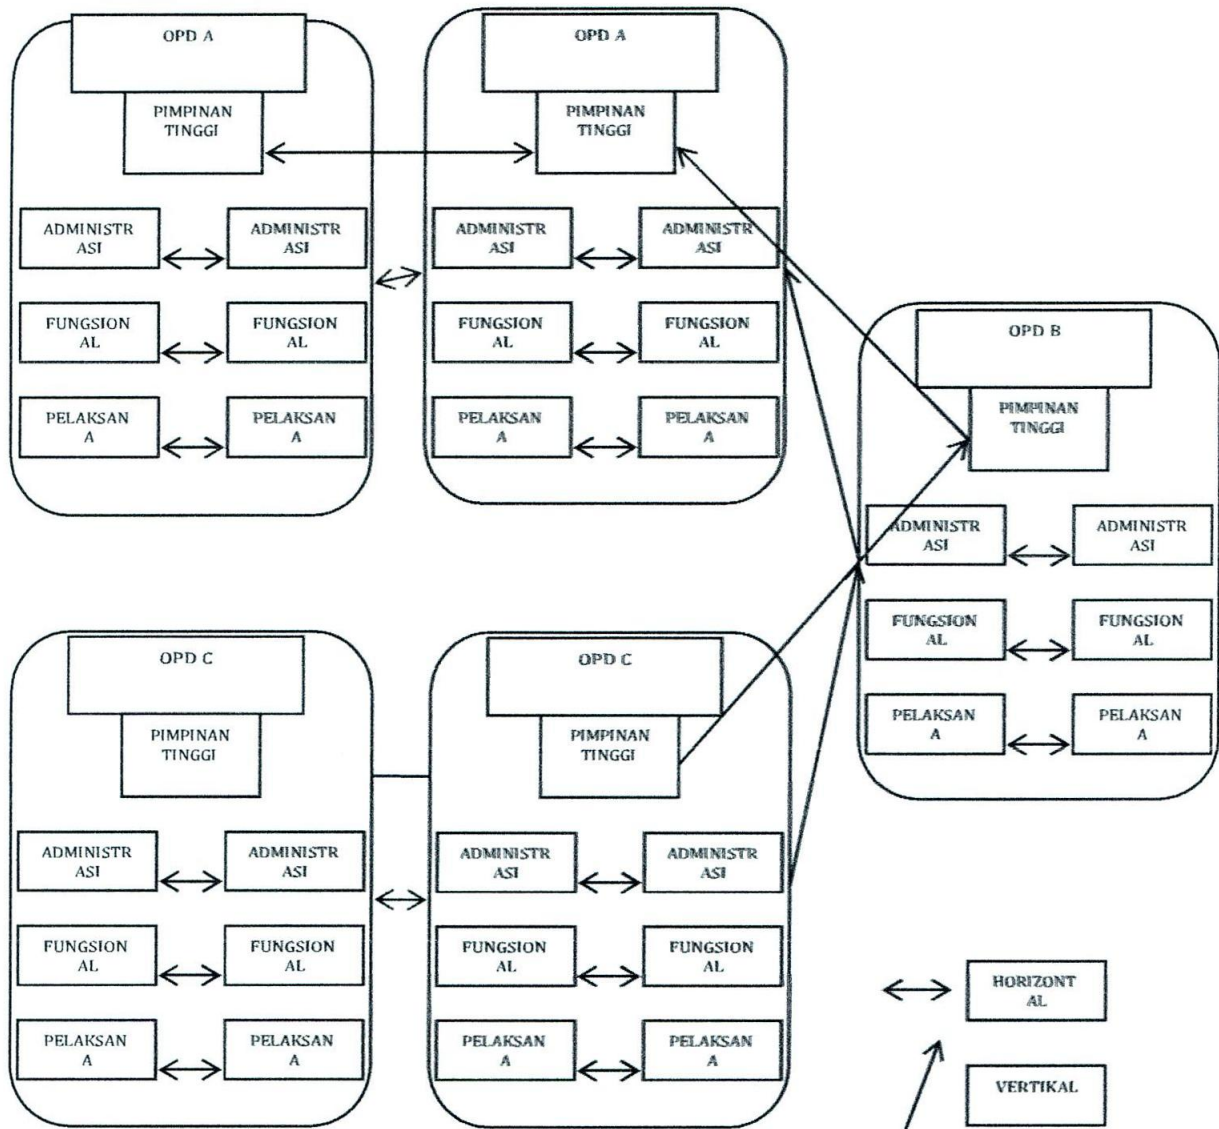 OPD A
PIMPINAN
TINGGI
ADMINISTR
ASI
ADMINISTR
ASI
FUNGSION
AL
FUNGSION
AL
PELAKSAN
A
PELAKSAN
A
OPD A
PIMPINAN
TINGGI
ADMINISTR
ASI
ADMINISTR
ASI
FUNGSION
AL
FUNGSION
AL
PELAKSAN
A
PELAKSAN
A
OPD B
PIMPINAN
TINGGI
ADMINISTR
ASI
ADMINISTR
ASI
FUNGSION
AL
FUNGSION
AL
PELAKSAN
A
PELAKSAN
A
OPD C
PIMPINAN
TINGGI
ADMINISTR
ASI
ADMINISTR
ASI
FUNGSION
AL
FUNGSION
AL
PELAKSAN
A
PELAKSAN
A
OPD C
PIMPINAN
TINGGI
ADMINISTR
ASI
ADMINISTR
ASI
FUNGSION
AL
FUNGSION
AL
PELAKSAN
A
PELAKSAN
A
HORIZONT
AL
VERTIKAL